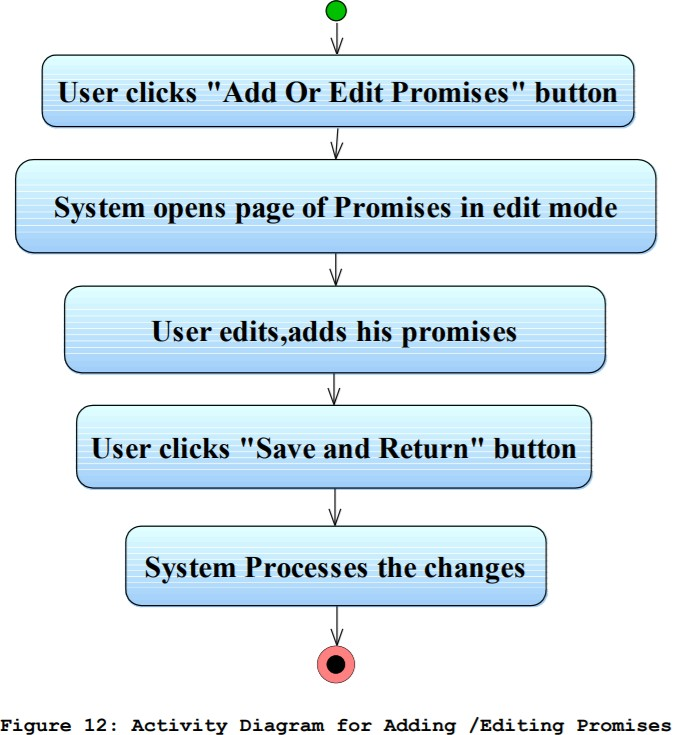 User clicks "Add Or Edit Promises" button
System opens page of Promises in edit mode
User edits,adds his promises
User clicks "Save and Return" button
System Processes the changes
Figure 12: Activity Diagram for Adding /Editing Promises